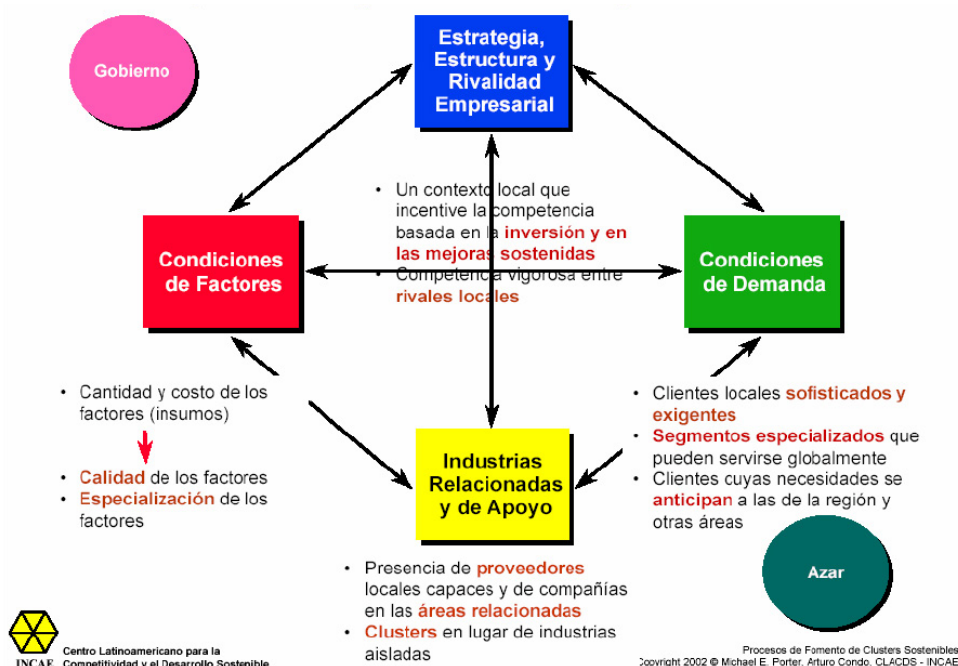 Gobierno
Estrategia,
Estructura y
Rivalidad
Empresarial
• Un contexto local que
incentive la competencia
basada en la inversión y en
las mejoras sostenidas
• Competencia vigorosa entre
rivales locales
Condiciones
de Factores
Condiciones
de Demanda
• Cantidad y costo de los
factores (insumos)
• Calidad de los factores
• Especialización de los
factores
Industrias
Relacionadas
y de Apoyo
• Clientes locales sofisticados y
exigentes
• Segmentos especializados que
pueden servirse globalmente
• Clientes cuyas necesidades se
anticipan a las de la región y
otras áreas
Azar
• Presencia de proveedores
locales capaces y de compañías
en las áreas relacionadas
• Clusters en lugar de industrias
aisladas
INCAE
Centro Latinoamericano para la
Competitividad y el Desarrollo Sostenible
Procesos de Fomento de Clusters Sostenibles
Copyright 2002 © Michael E. Porter, Arturo Condo, CLACDS - INCAE